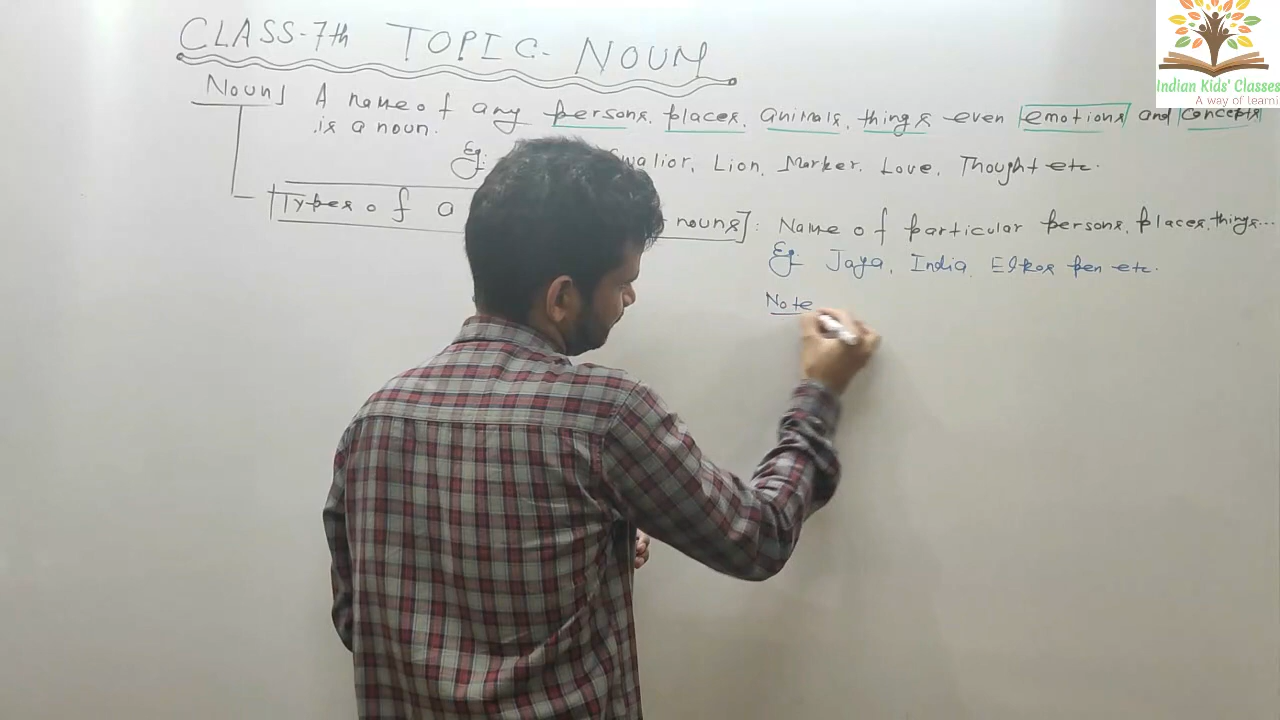 CLASS-7th TOPIC- NOUN
Indian Kids' Classes
A way of learni
Noun] A name of any persons, places, animals, things even emotions and concepts
is a noun.
Eg: walior, Lion, Marker, Love, Thought etc.
Types of a nouns]: Name of particular persons, places, things...
Eg: Jaya, India, Elkos pen etc.
Note